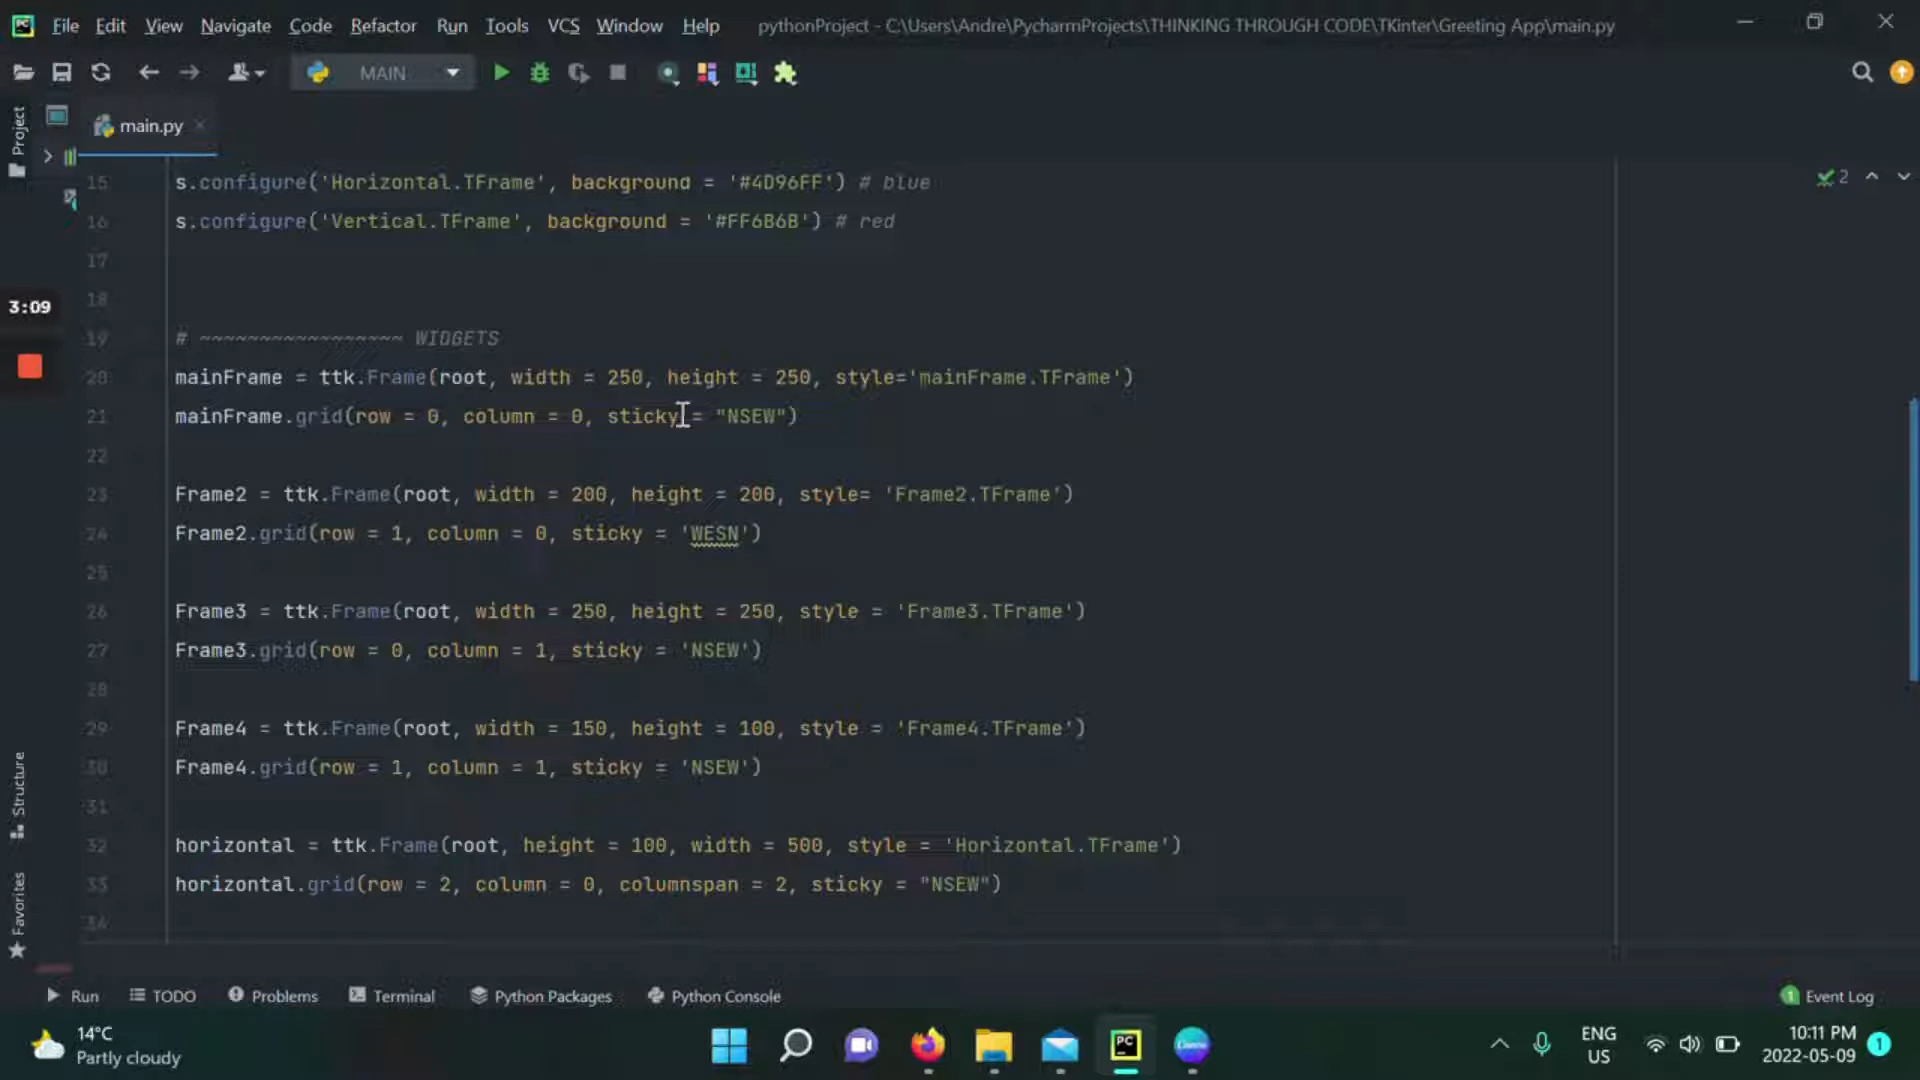 File Edit View Navigate Code Refactor Run Tools VCS Window Help pythonProject - C:\Users\Andre\PycharmProjects\THINKING THROUGH CODE\TKinter\Greeting App\main.py
MAIN
Project
main.py
2
15 s.configure('Horizontal.TFrame', background = '#4D96FF') # blue
16 s.configure('Vertical.TFrame', background = '#FF6B6B') # red
17
18
3:09
19 # ~~~~~~~~~~~~~~~~~ WIDGETS
20 mainFrame = ttk.Frame(root, width = 250, height = 250, style='mainFrame.TFrame')
21 mainFrame.grid(row = 0, column = 0, sticky = "NSEW")
22
23 Frame2 = ttk.Frame(root, width = 200, height = 200, style= 'Frame2.TFrame')
24 Frame2.grid(row = 1, column = 0, sticky = 'WESN')
25
26 Frame3 = ttk.Frame(root, width = 250, height = 250, style = 'Frame3.TFrame')
27 Frame3.grid(row = 0, column = 1, sticky = 'NSEW')
28
29 Frame4 = ttk.Frame(root, width = 150, height = 100, style = 'Frame4.TFrame')
30 Frame4.grid(row = 1, column = 1, sticky = 'NSEW')
31
32 horizontal = ttk.Frame(root, height = 100, width = 500, style = 'Horizontal.TFrame')
33 horizontal.grid(row = 2, column = 0, columnspan = 2, sticky = "NSEW")
34
Structure
Favorites
Run TODO Problems Terminal Python Packages Python Console 1 Event Log
14°C
Partly cloudy
PC
Canva
ENG
US
10:11 PM
2022-05-09
1